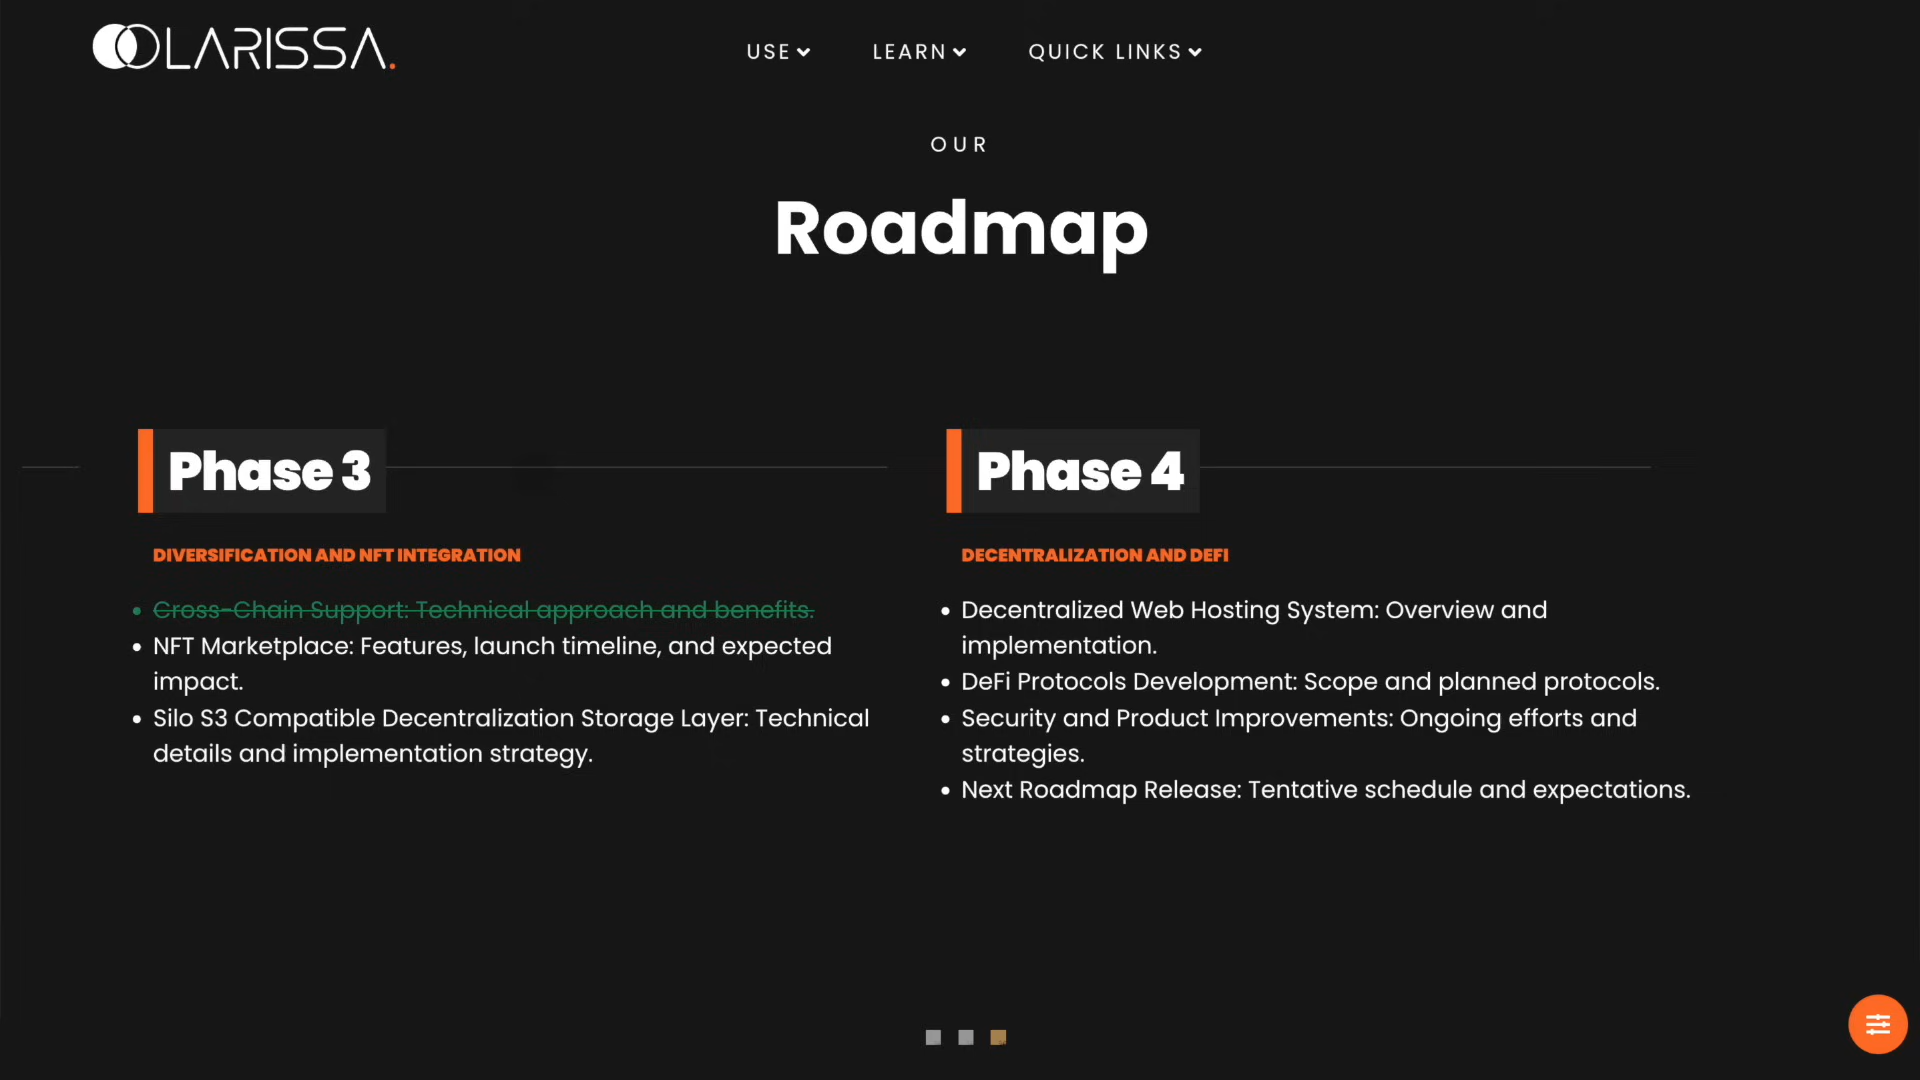 LARISSA.
USE
LEARN
QUICK LINKS
OUR
Roadmap
Phase 3
DIVERSIFICATION AND NFT INTEGRATION
Cross-Chain Support: Technical approach and benefits.
NFT Marketplace: Features, launch timeline, and expected
impact.
Silo S3 Compatible Decentralization Storage Layer: Technical
details and implementation strategy.
Phase 4
DECENTRALIZATION AND DEFI
Decentralized Web Hosting System: Overview and
implementation.
DeFi Protocols Development: Scope and planned protocols.
Security and Product Improvements: Ongoing efforts and
strategies.
Next Roadmap Release: Tentative schedule and expectations.